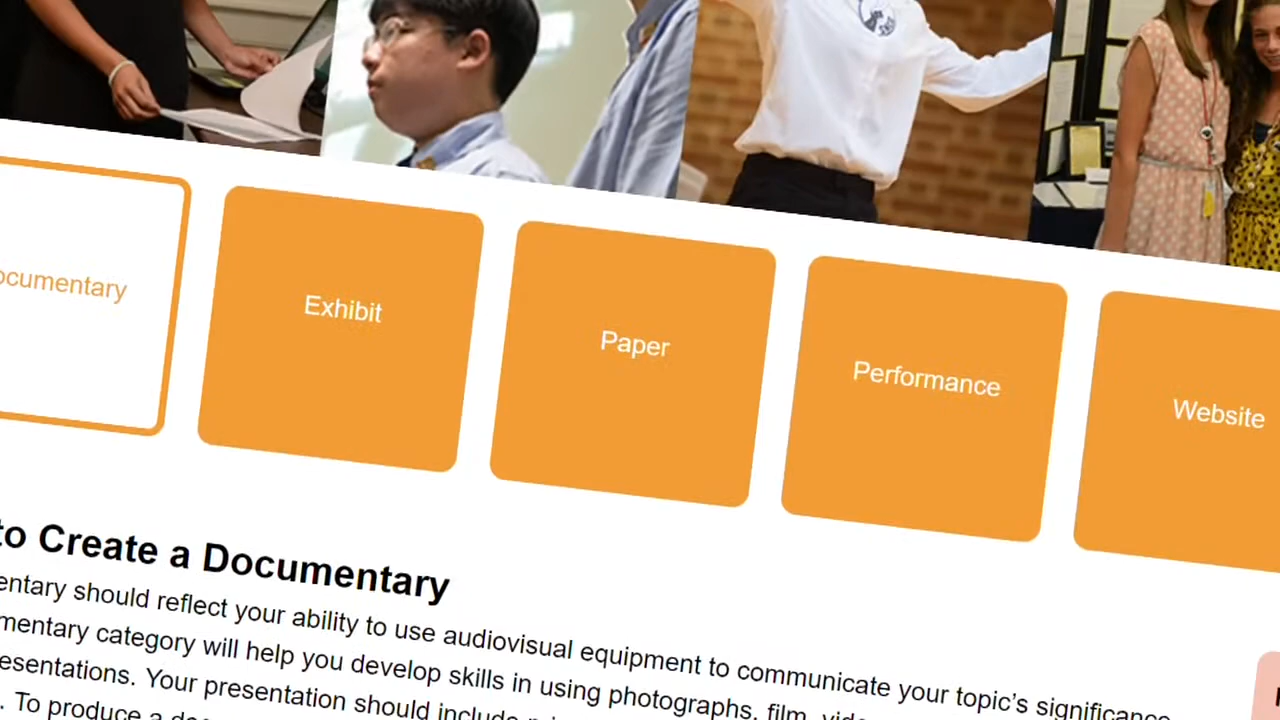 ocumentary
Exhibit
Paper
Performance
Website
to Create a Documentary
entary should reflect your ability to use audiovisual equipment to communicate your topic’s significance
mentary category will help you develop skills in using photographs, film, vide
esentations. Your presentation should include
. To produce a do